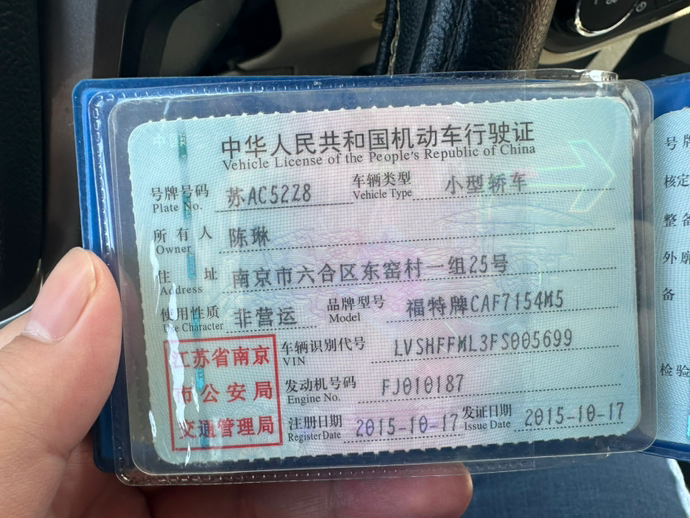 中华人民共和国机动车行驶证
Vehicle License of the People's Republic of China
号牌号码 苏AC5228 车辆类型 小型轿车
Plate No. Vehicle Type
所有人 陈琳
Owner
住址 南京市六合区东窑村一组25号
Address
使用性质 非营运 品牌型号 福特牌CAF7154M5
Use Character Model
江苏省南京
市公安局
交通管理局
车辆识别代号 LVSHFFML3FS005699
VIN
发动机号码 FJ010187
Engine No.
注册日期 2015-10-17 发证日期 2015-10-17
Register Date Issue Date
号牌
核定
整备
外廓
备
检验